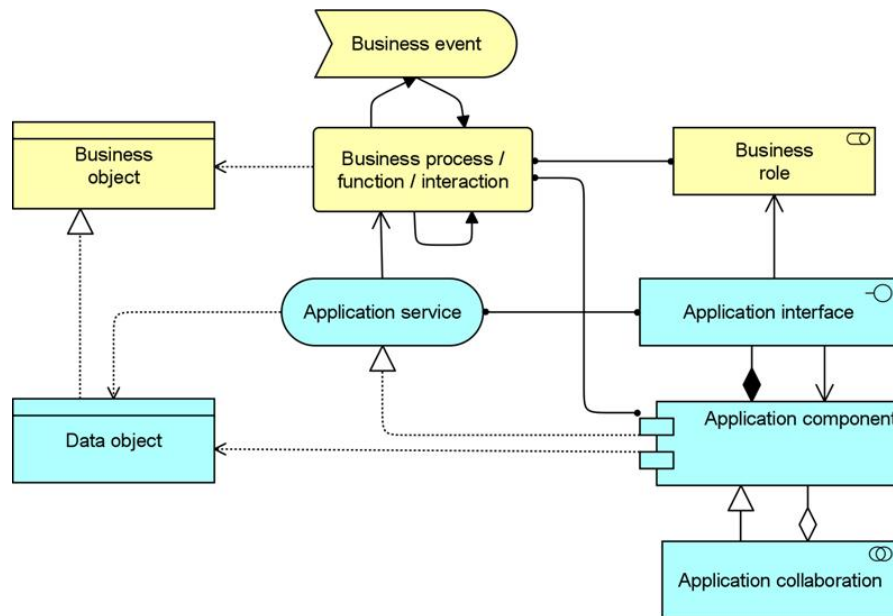 Business event
Business
object
Business process /
function / interaction
Business
role
Application service
Application interface
Data object
Application component
Application collaboration